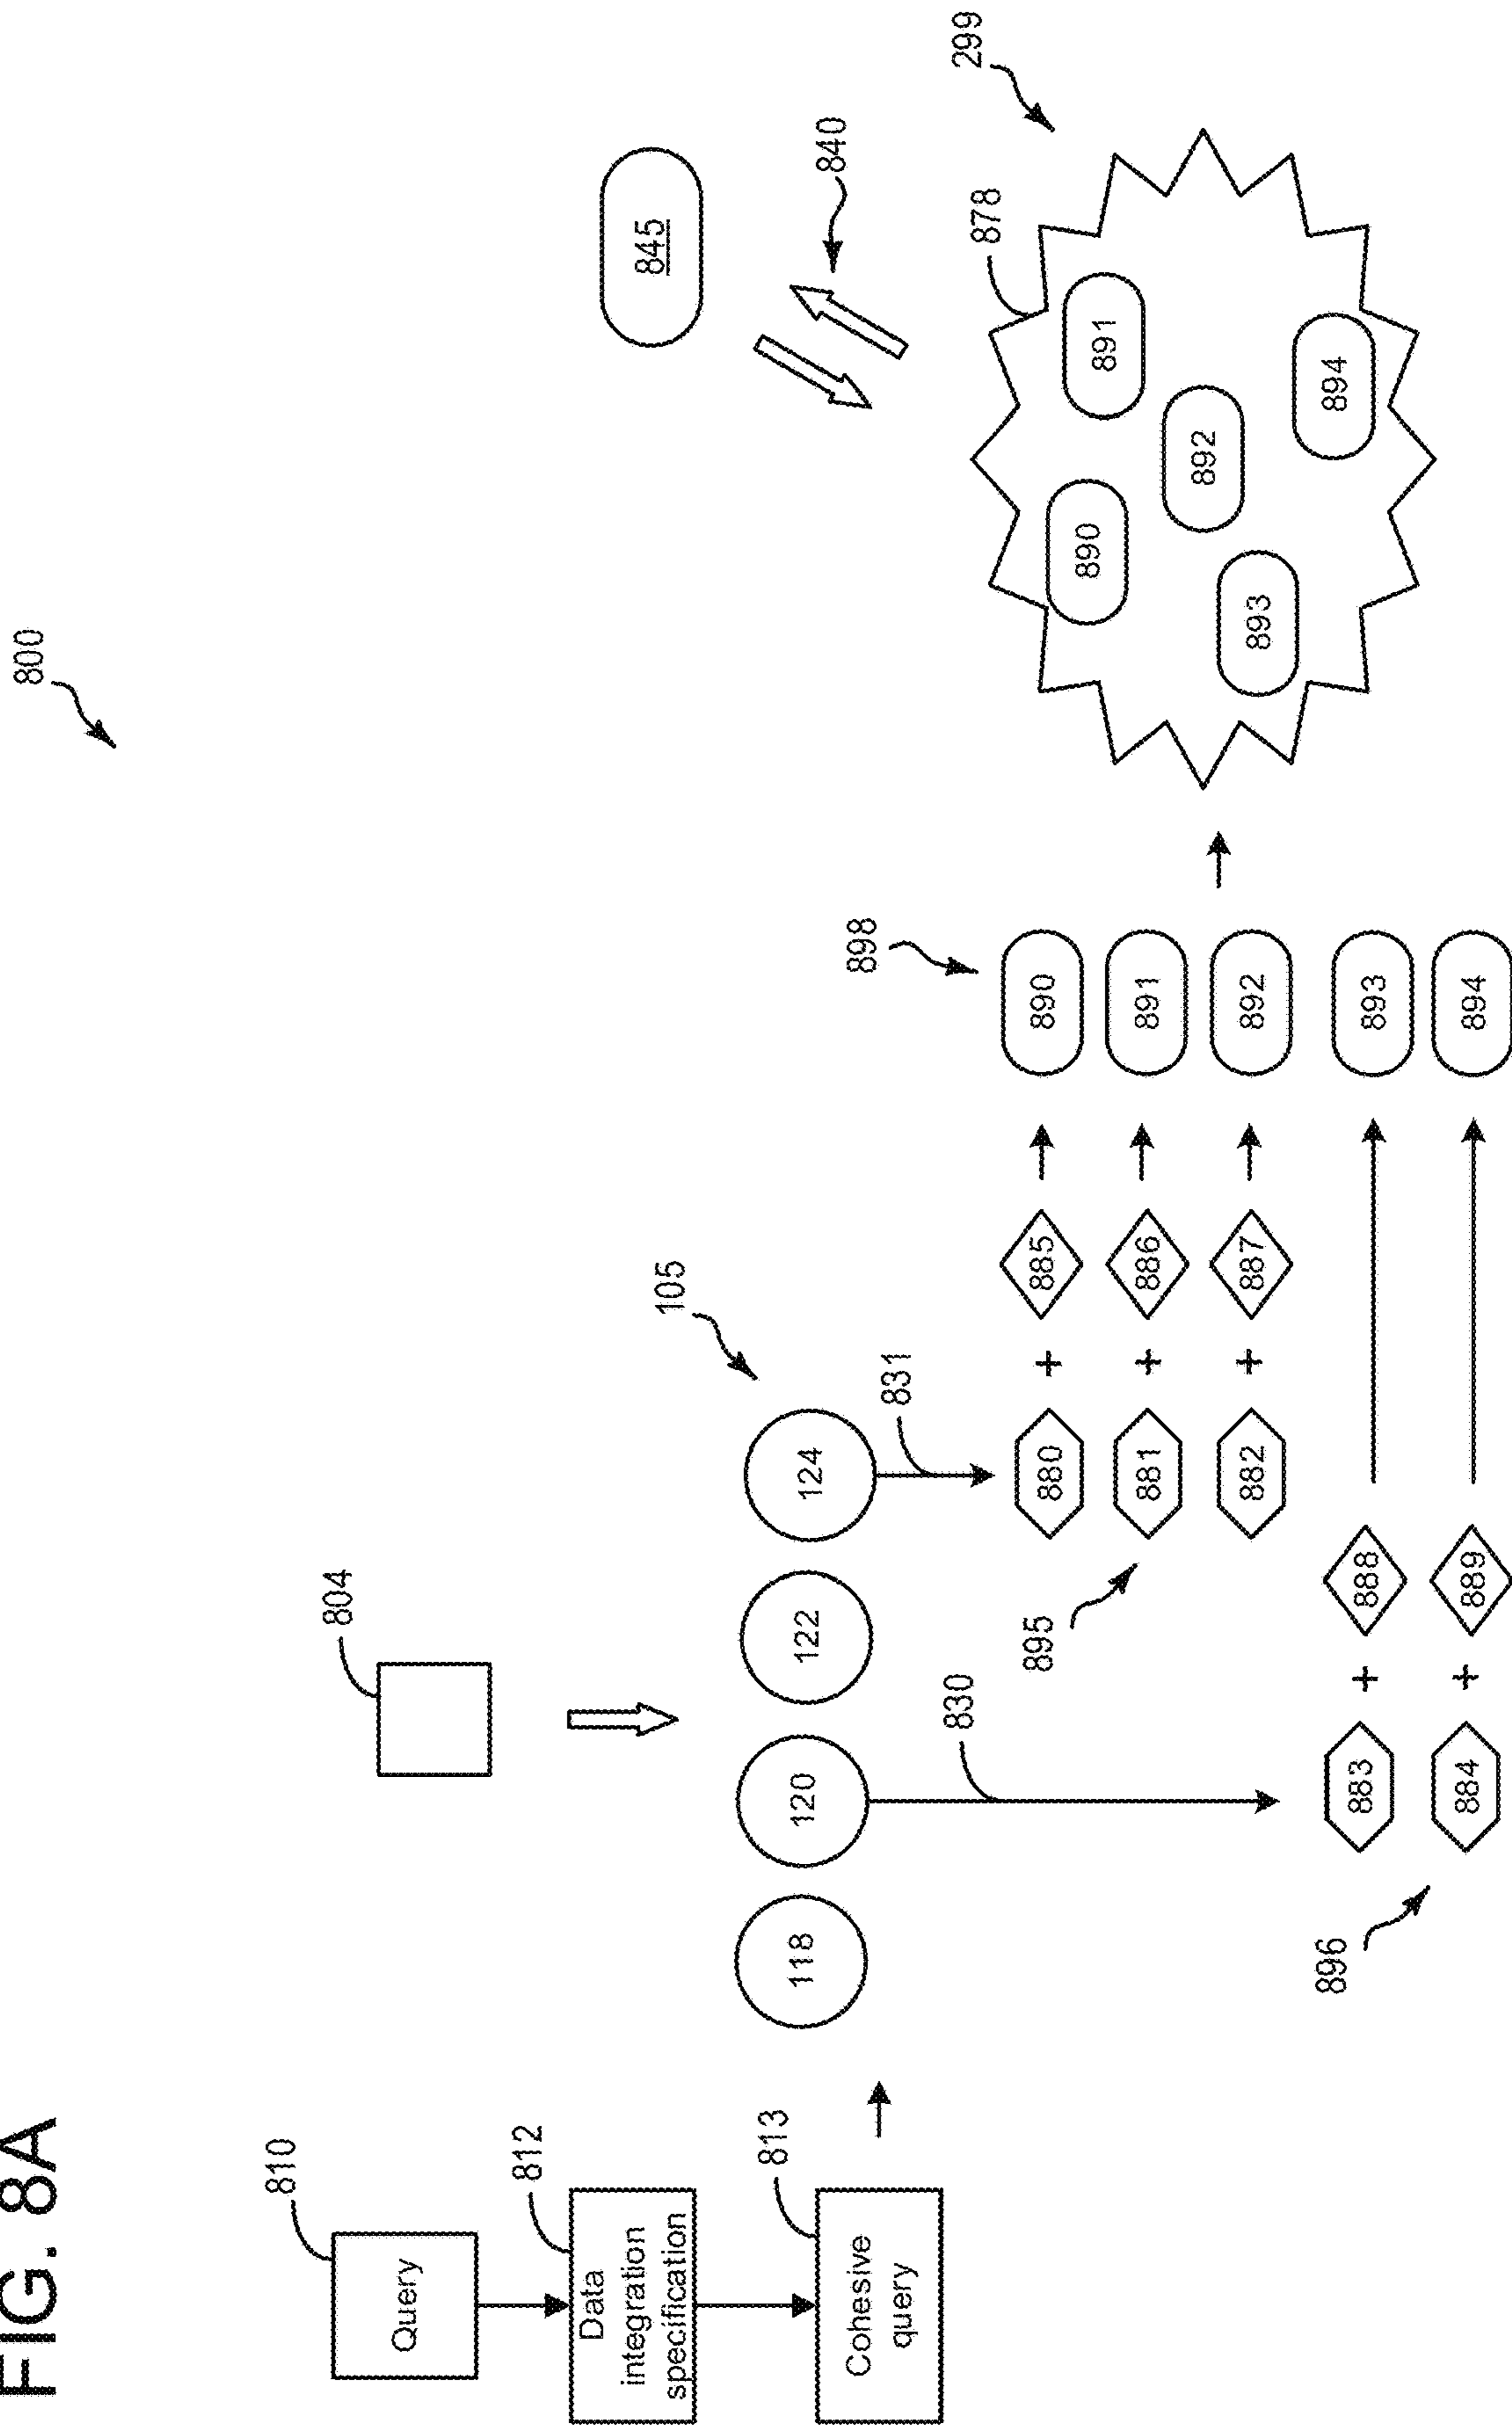 FIG. 8A
800
810
Query
812
Data
integration
specification
813
Cohesive
query
804
105
118
120
122
124
830
831
895
880 + 885
881 + 886
882 + 887
896
883 + 888
884 + 889
898
890
891
892
893
894
845
840
299
878
890
891
892
893
894